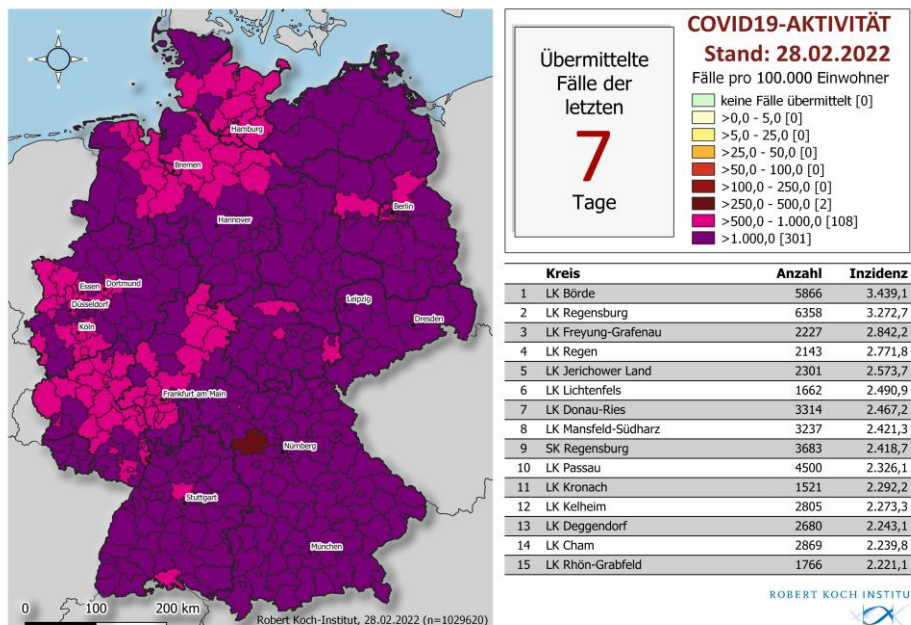 Hamburg
Bremen
Berlin
Hannover
Essen
Dortmund
Düsseldorf
Köln
Leipzig
Dresden
Frankfurt am Main
Nürnberg
Stuttgart
München
0 100 200 km
Robert Koch-Institut, 28.02.2022 (n=1029620)
Übermittelte
Fälle der
letzten
7
Tage
COVID19-AKTIVITÄT
Stand: 28.02.2022
Fälle pro 100.000 Einwohner
keine Fälle übermittelt [0]
>0,0 - 5,0 [0]
>5,0 - 25,0 [0]
>25,0 - 50,0 [0]
>50,0 - 100,0 [0]
>100,0 - 250,0 [0]
>250,0 - 500,0 [2]
>500,0 - 1.000,0 [108]
>1.000,0 [301]
Kreis Anzahl Inzidenz
1 LK Börde 5866 3.439,1
2 LK Regensburg 6358 3.272,7
3 LK Freyung-Grafenau 2227 2.842,2
4 LK Regen 2143 2.771,8
5 LK Jerichower Land 2301 2.573,7
6 LK Lichtenfels 1662 2.490,9
7 LK Donau-Ries 3314 2.467,2
8 LK Mansfeld-Südharz 3237 2.421,3
9 SK Regensburg 3683 2.418,7
10 LK Passau 4500 2.326,1
11 LK Kronach 1521 2.292,2
12 LK Kelheim 2805 2.273,3
13 LK Deggendorf 2680 2.243,1
14 LK Cham 2869 2.239,8
15 LK Rhön-Grabfeld 1766 2.221,1
ROBERT KOCH INSTITU